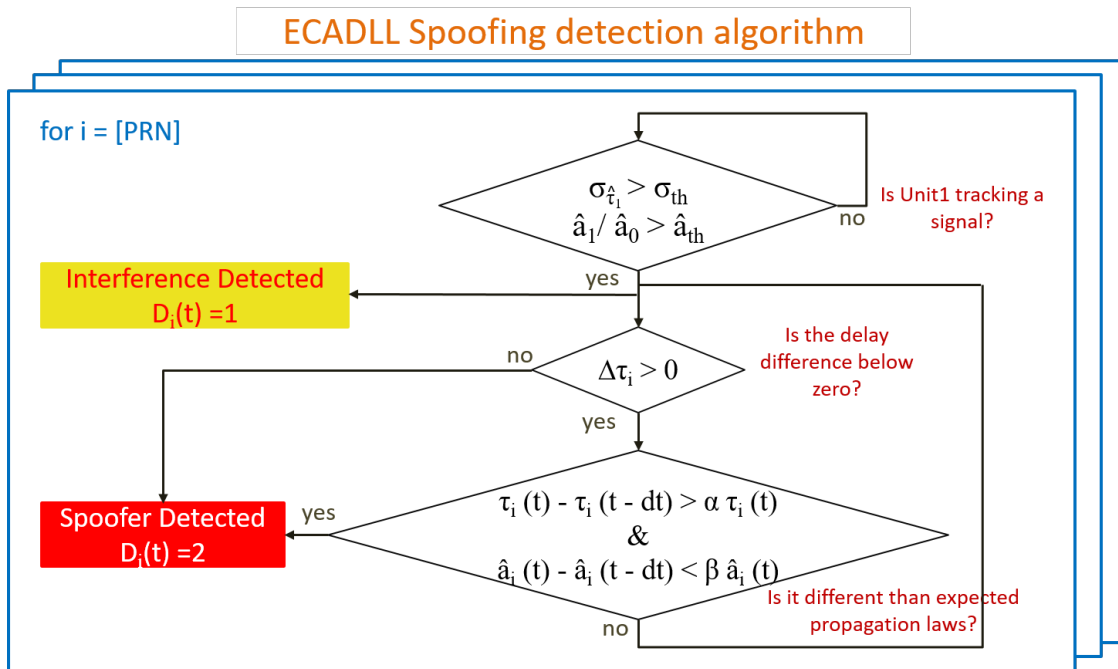 ECADLL Spoofing detection algorithm
for i = [PRN]
σ_τ̂₁ > σ_th
â₁/ â₀ > â_th
Is Unit1 tracking a
signal?
no
yes
Interference Detected
Dᵢ(t) =1
Is the delay
difference below
zero?
no
Δτᵢ > 0
yes
τᵢ (t) - τᵢ (t - dt) > α τᵢ (t)
&
âᵢ (t) - âᵢ (t - dt) < β âᵢ (t)
yes
Spoofer Detected
Dᵢ(t) =2
Is it different than expected
propagation laws?
no